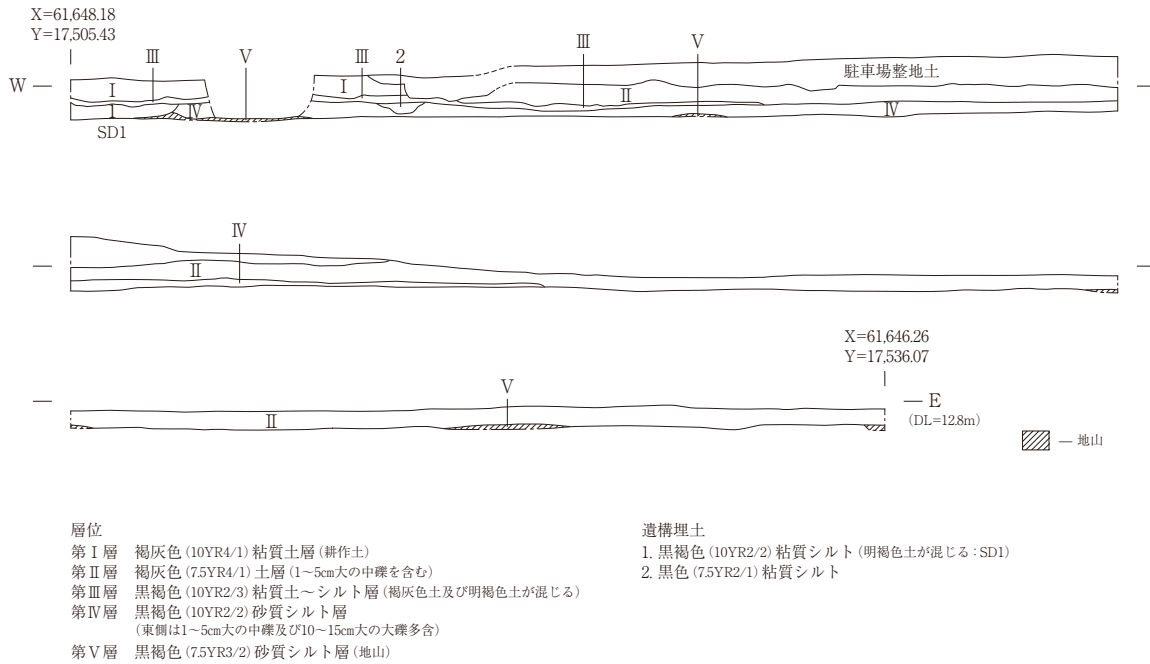 X=61,648.18
Y=17,505.43
Ⅲ Ⅴ Ⅲ 2 Ⅲ Ⅴ
W
Ⅰ Ⅰ Ⅱ 駐車場整地土
Ⅰ Ⅳ Ⅳ
SD1
Ⅳ
Ⅱ
X=61,646.26
Y=17,536.07
Ⅴ
Ⅱ
E
(DL=12.8m)
地山
層位
第Ⅰ層 褐灰色(10YR4/1)粘質土層(耕作土)
第Ⅱ層 褐灰色(7.5YR4/1)土層(1~5㎝大の中礫を含む)
第Ⅲ層 黒褐色(10YR2/3)粘質土~シルト層(褐灰色土及び明褐色土が混じる)
第Ⅳ層 黒褐色(10YR2/2)砂質シルト層
(東側は1~5㎝大の中礫及び10~15㎝大の大礫多含)
第Ⅴ層 黒褐色(7.5YR3/2)砂質シルト層(地山)
遺構埋土
1. 黒褐色(10YR2/2)粘質シルト(明褐色土が混じる:SD1)
2. 黒色(7.5YR2/1)粘質シルト